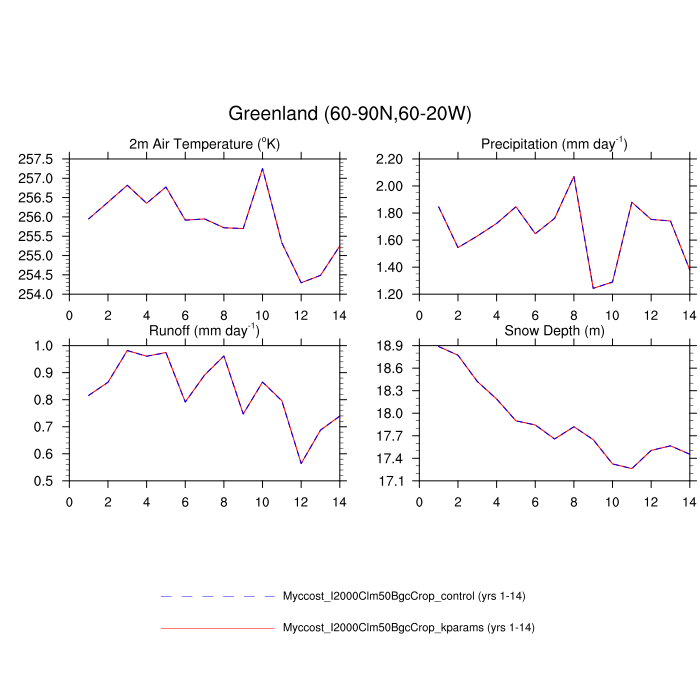 Greenland (60-90N,60-20W)
2m Air Temperature (°K)
257.5
257.0
256.5
256.0
255.5
255.0
254.5
254.0
0 2 4 6 8 10 12 14
Precipitation (mm day⁻¹)
2.20
2.00
1.80
1.60
1.40
1.20
0 2 4 6 8 10 12 14
Runoff (mm day⁻¹)
1.0
0.9
0.8
0.7
0.6
0.5
0 2 4 6 8 10 12 14
Snow Depth (m)
18.9
18.6
18.3
18.0
17.7
17.4
17.1
0 2 4 6 8 10 12 14
Myccost_I2000Clm50BgcCrop_control (yrs 1-14)
Myccost_I2000Clm50BgcCrop_kparams (yrs 1-14)